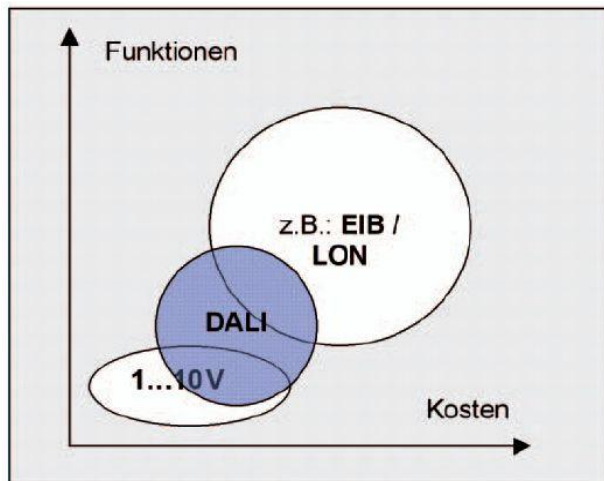 Funktionen
z.B.: EIB /
LON
DALI
1...10V
Kosten